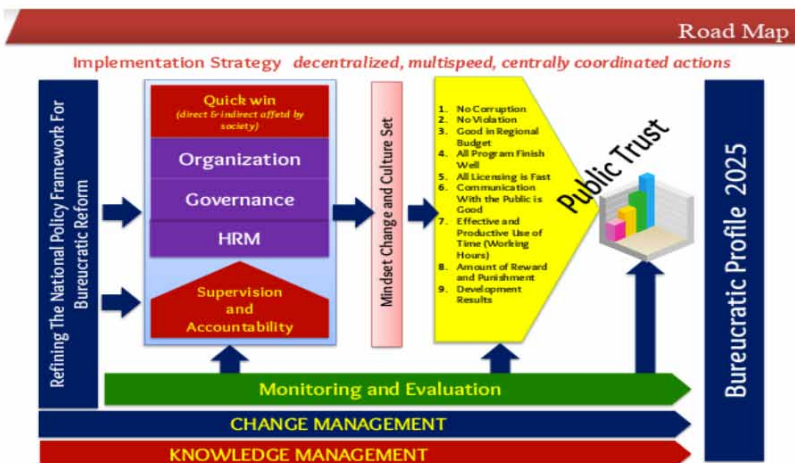 Road Map
Implementation Strategy decentralized, multispeed, centrally coordinated actions
Refining The National Policy Framework For
Bureucratic Reform
Quick win
(direct & indirect affetd by
society)
Organization
Governance
HRM
Supervision
and
Accountability
Mindset Change and Culture Set
1. No Corruption
2. No Violation
3. Good in Regional
Budget
4. All Program Finish
Well
5. All Licensing is Fast
6. Communication
With the Public is
Good
7. Effective and
Productive Use of
Time (Working
Hours)
8. Amount of Reward
and Punishment
9. Development
Results
Public Trust
Bureucratic Profile 2025
Monitoring and Evaluation
CHANGE MANAGEMENT
KNOWLEDGE MANAGEMENT